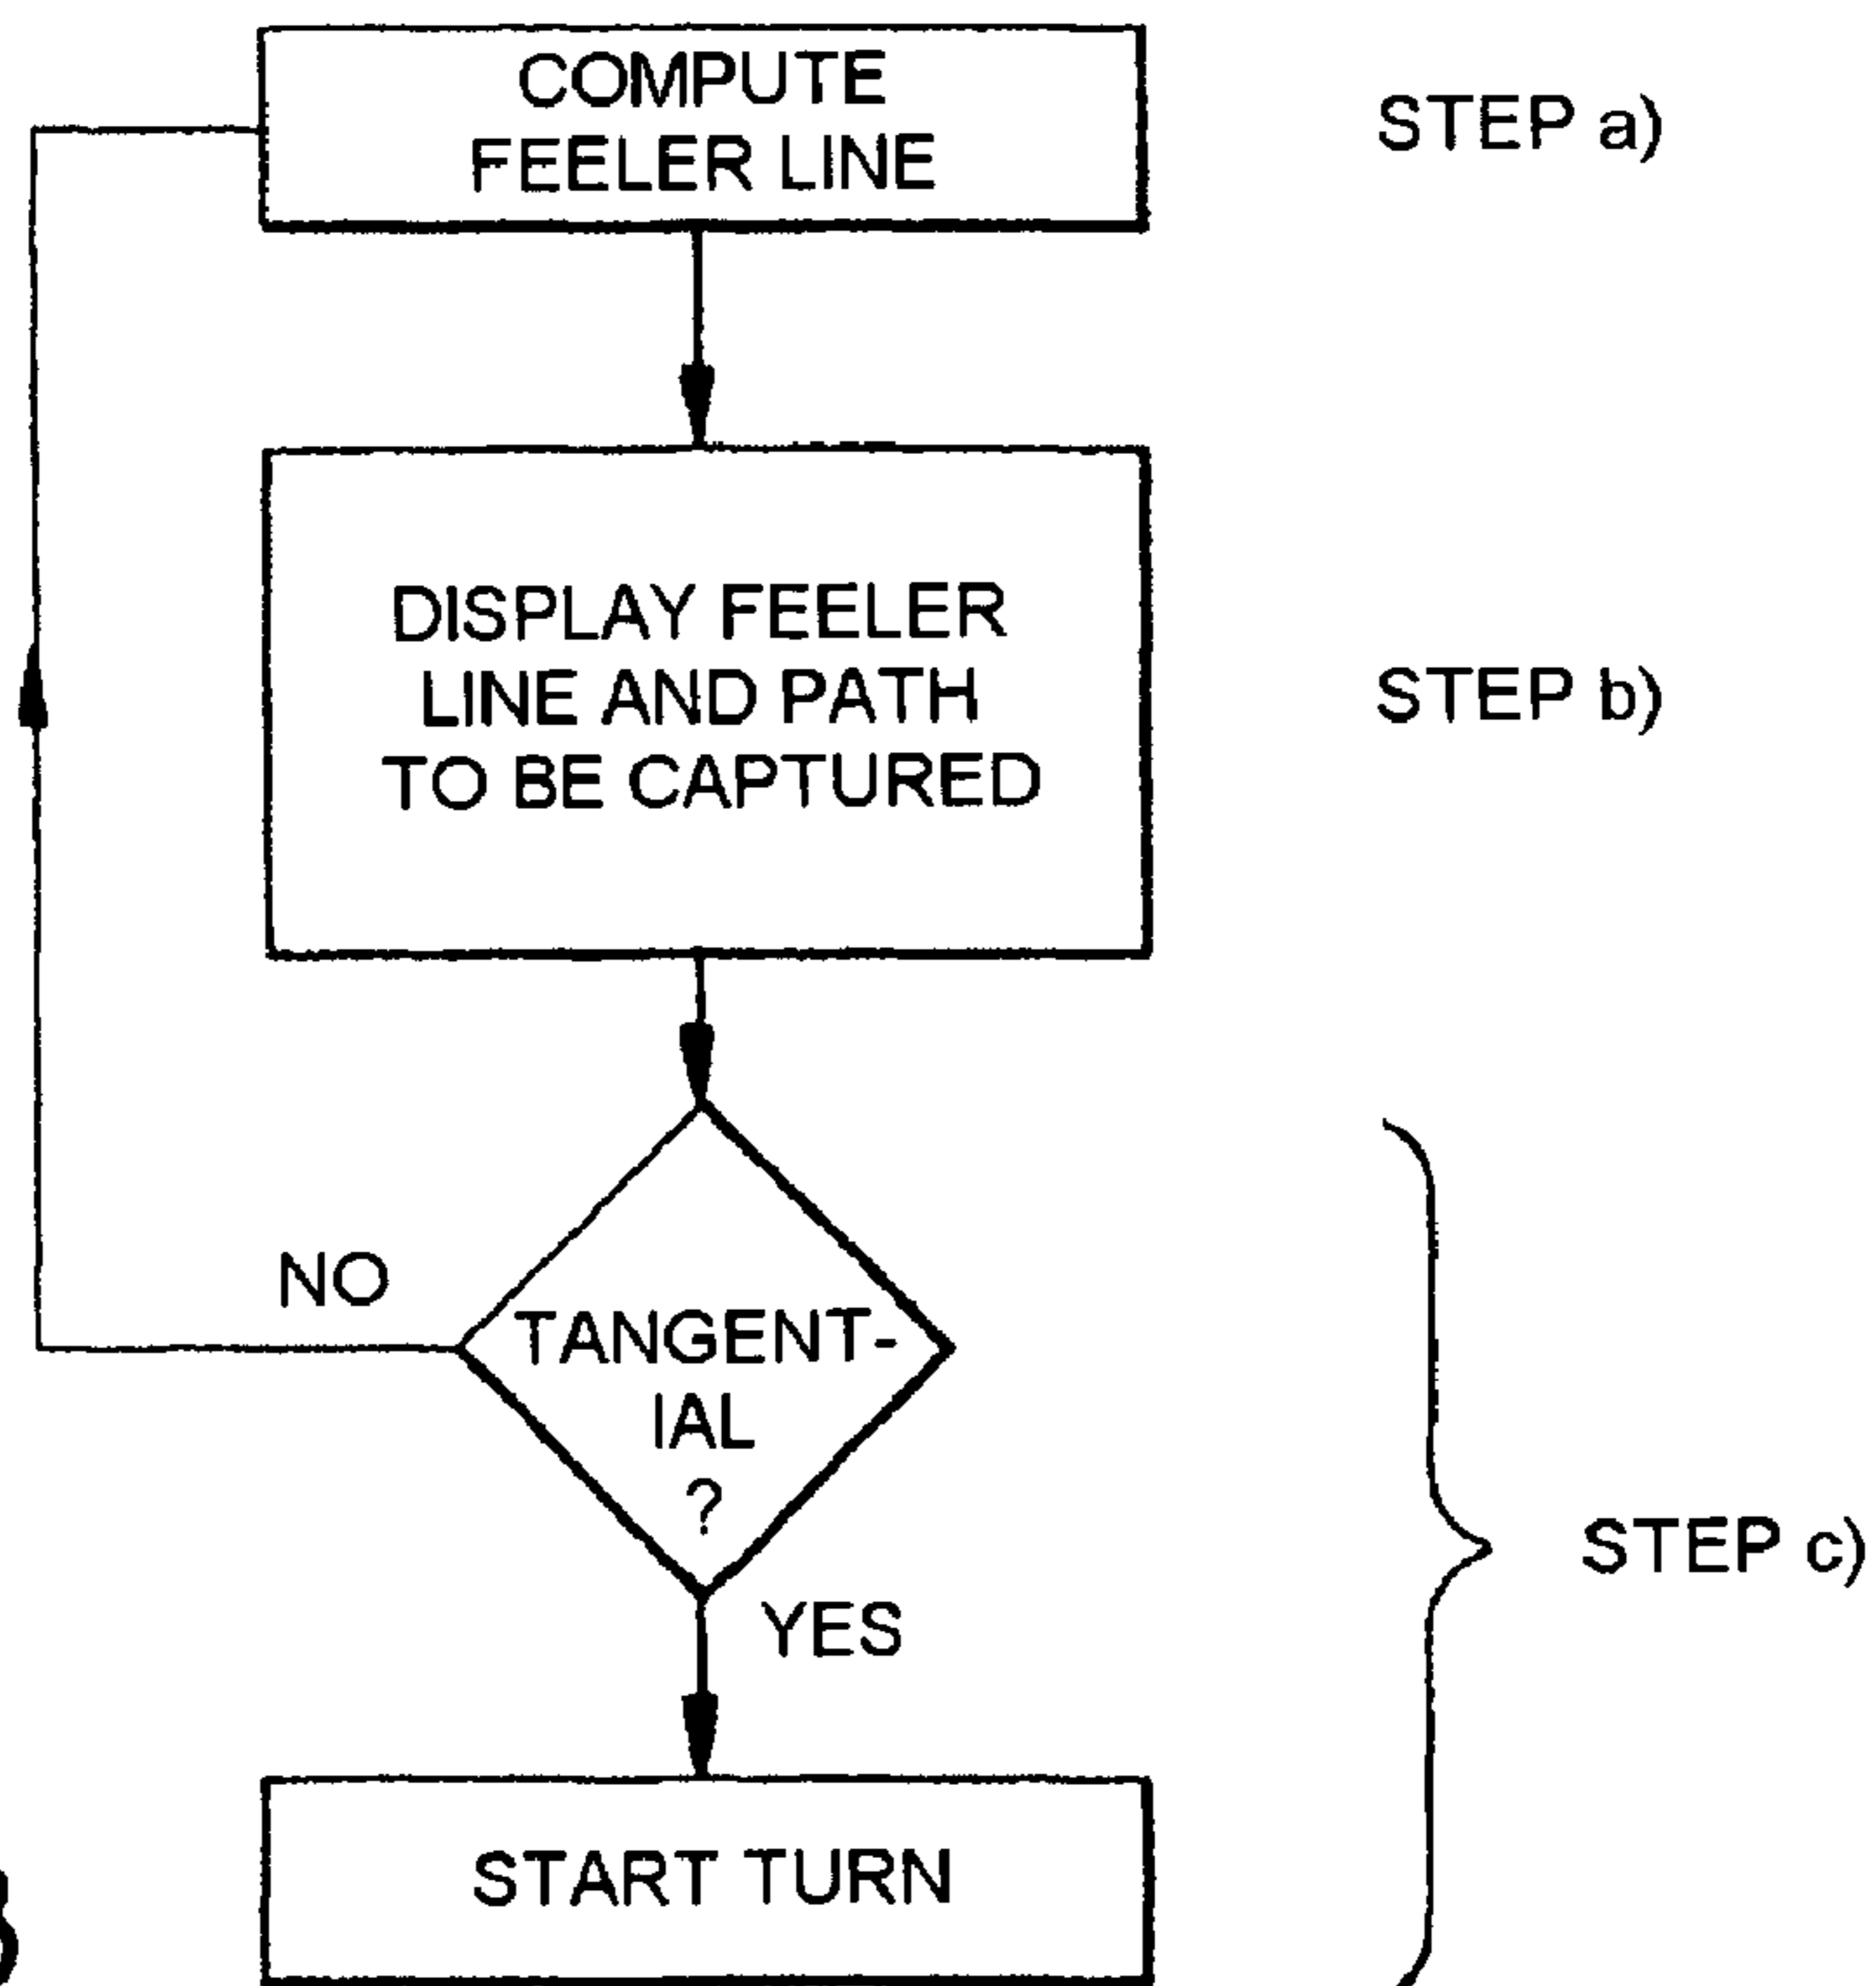 COMPUTE
FEELER LINE
STEP a)
DISPLAY FEELER
LINE AND PATH
TO BE CAPTURED
STEP b)
NO
TANGENT-
IAL
?
YES
STEP c)
START TURN